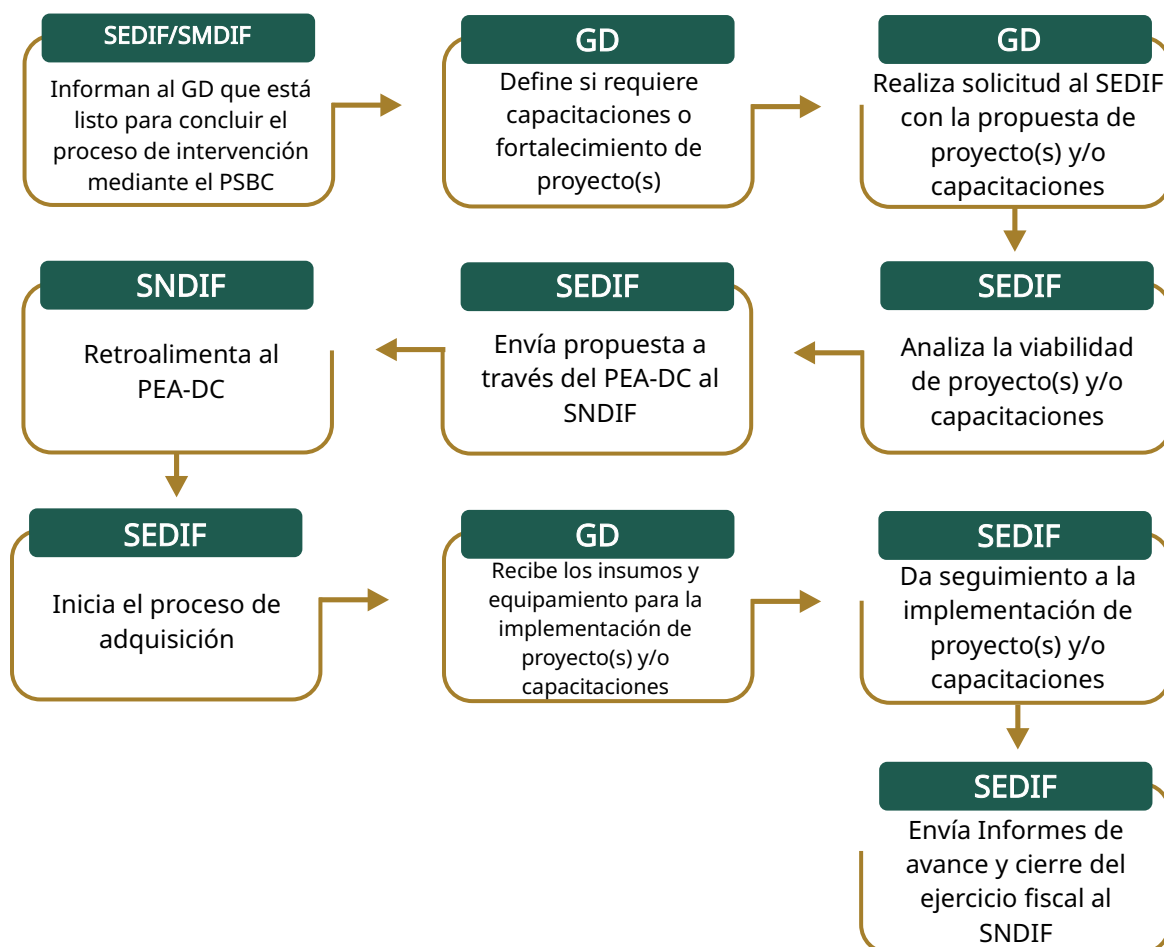 SEDIF/SMDIF
Informan al GD que está
listo para concluir el
proceso de intervención
mediante el PSBC
GD
Define si requiere
capacitaciones o
fortalecimiento de
proyecto(s)
GD
Realiza solicitud al SEDIF
con la propuesta de
proyecto(s) y/o
capacitaciones
SEDIF
Analiza la viabilidad
de proyecto(s) y/o
capacitaciones
SEDIF
Envía propuesta a
través del PEA-DC al
SNDIF
SNDIF
Retroalimenta al
PEA-DC
SEDIF
Inicia el proceso de
adquisición
GD
Recibe los insumos y
equipamiento para la
implementación de
proyecto(s) y/o
capacitaciones
SEDIF
Da seguimiento a la
implementación de
proyecto(s) y/o
capacitaciones
SEDIF
Envía Informes de
avance y cierre del
ejercicio fiscal al
SNDIF